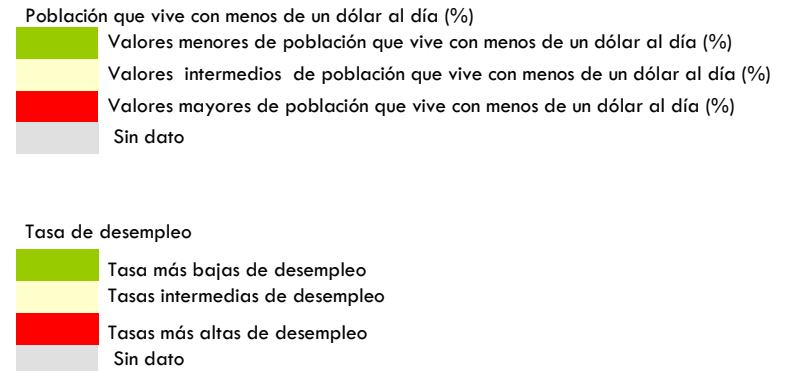 Población que vive con menos de un dólar al día (%)
Valores menores de población que vive con menos de un dólar al día (%)
Valores intermedios de población que vive con menos de un dólar al día (%)
Valores mayores de población que vive con menos de un dólar al día (%)
Sin dato
Tasa de desempleo
Tasa más bajas de desempleo
Tasas intermedias de desempleo
Tasas más altas de desempleo
Sin dato